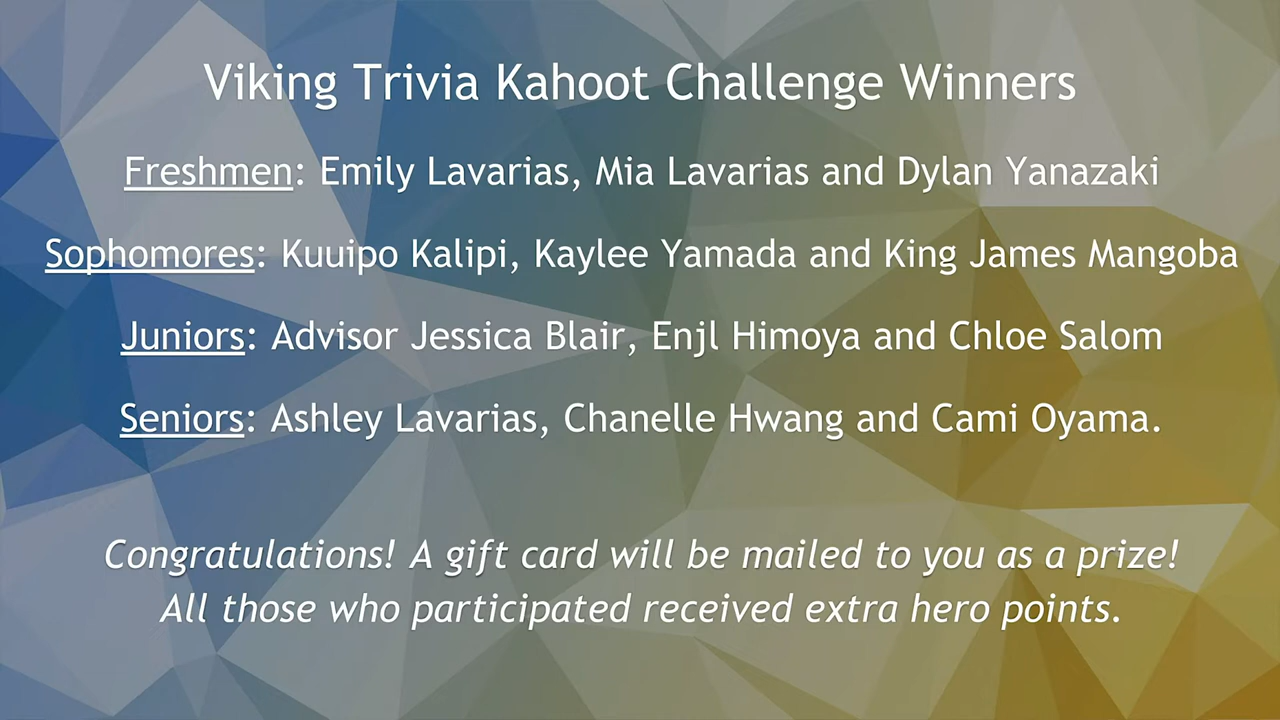 Viking Trivia Kahoot Challenge Winners
Freshmen: Emily Lavarias, Mia Lavarias and Dylan Yanazaki
Sophomores: Kuuipo Kalipi, Kaylee Yamada and King James Mangoba
Juniors: Advisor Jessica Blair, Enjl Himoya and Chloe Salom
Seniors: Ashley Lavarias, Chanelle Hwang and Cami Oyama.
Congratulations! A gift card will be mailed to you as a prize!
All those who participated received extra hero points.